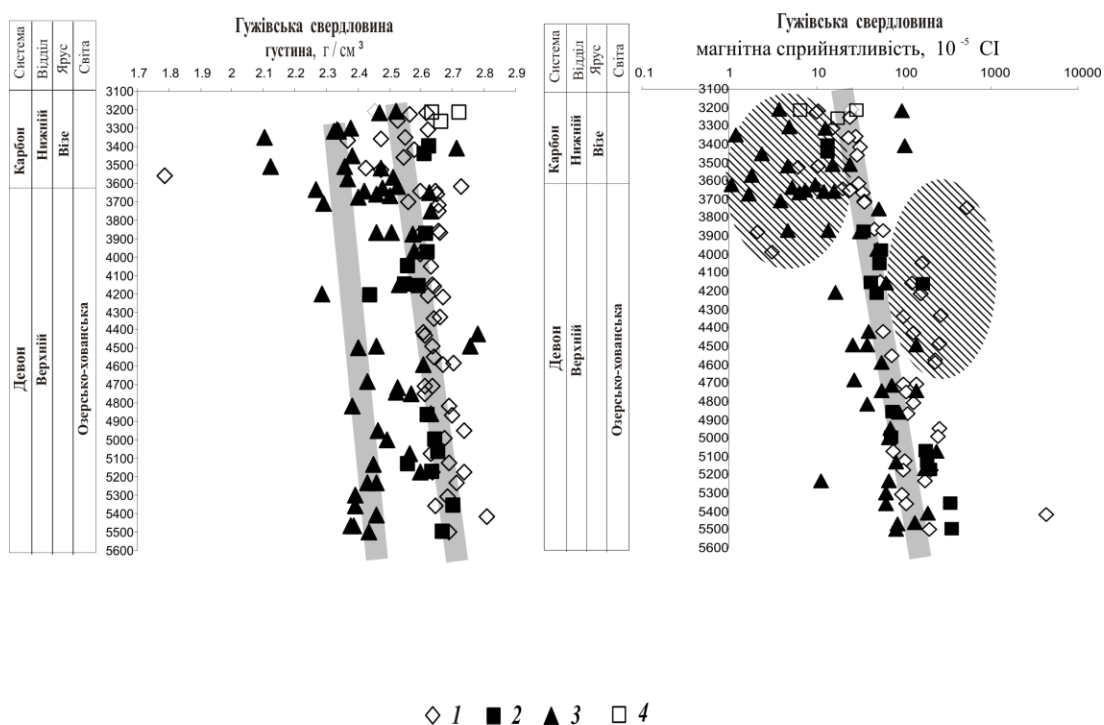 Гужівська свердловина
густина, г / см 3
Система
Відділ
Ярус
Світа
1.7 1.8 1.9 2 2.1 2.2 2.3 2.4 2.5 2.6 2.7 2.8 2.9
3100
3200
3300
3400
3500
3600
3700
3800
3900
4000
4100
4200
4300
4400
4500
4600
4700
4800
4900
5000
5100
5200
5300
5400
5500
5600
Карбон
Нижній
Візе
Девон
Верхній
Озерсько-хованська
Гужівська свердловина
магнітна сприйнятливість, 10 -5 СІ
Система
Відділ
Ярус
Світа
0.1 1 10 100 1000 10000
3100
3200
3300
3400
3500
3600
3700
3800
3900
4000
4100
4200
4300
4400
4500
4600
4700
4800
4900
5000
5100
5200
5300
5400
5500
5600
Карбон
Нижній
Візе
Девон
Верхній
Озерсько-хованська
1 2 3 4